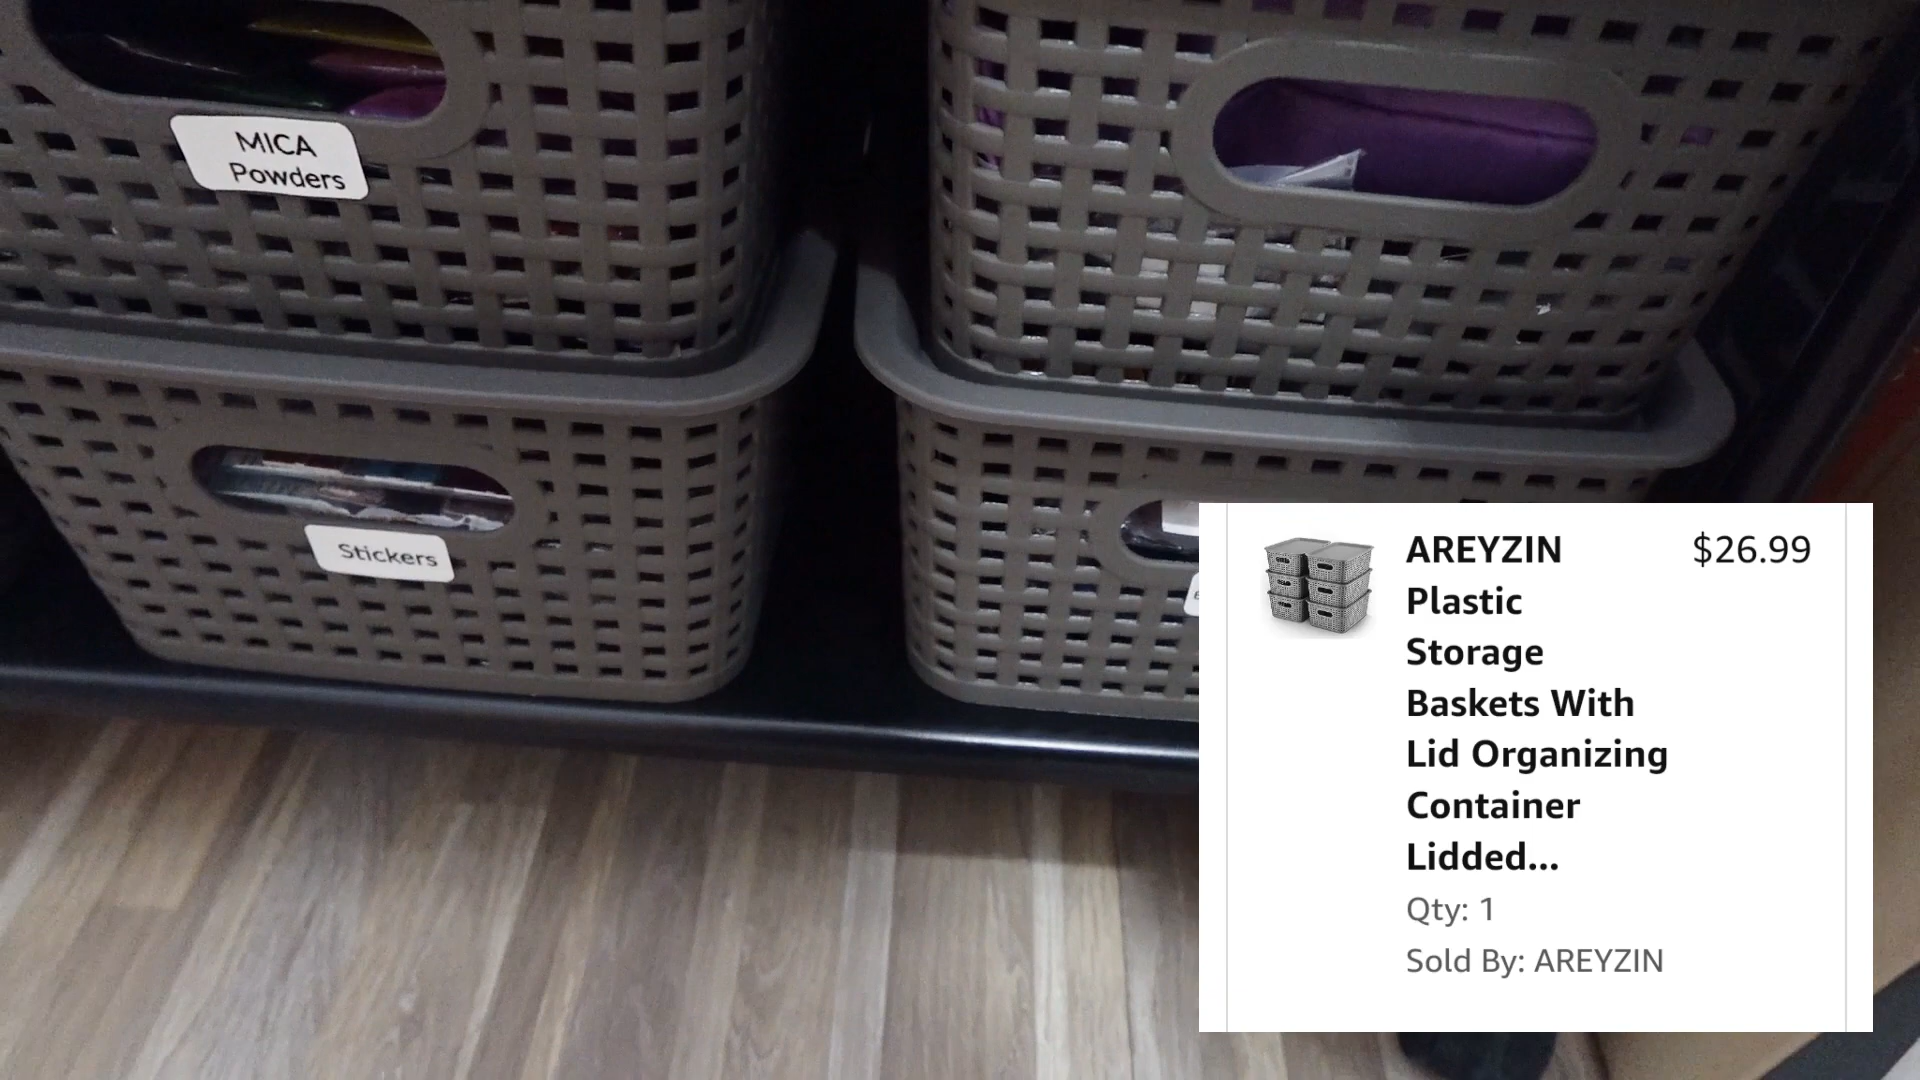 MICA
Powders
Stickers
AREYZIN
$26.99
Plastic
Storage
Baskets With
Lid Organizing
Container
Lidded...
Qty: 1
Sold By: AREYZIN